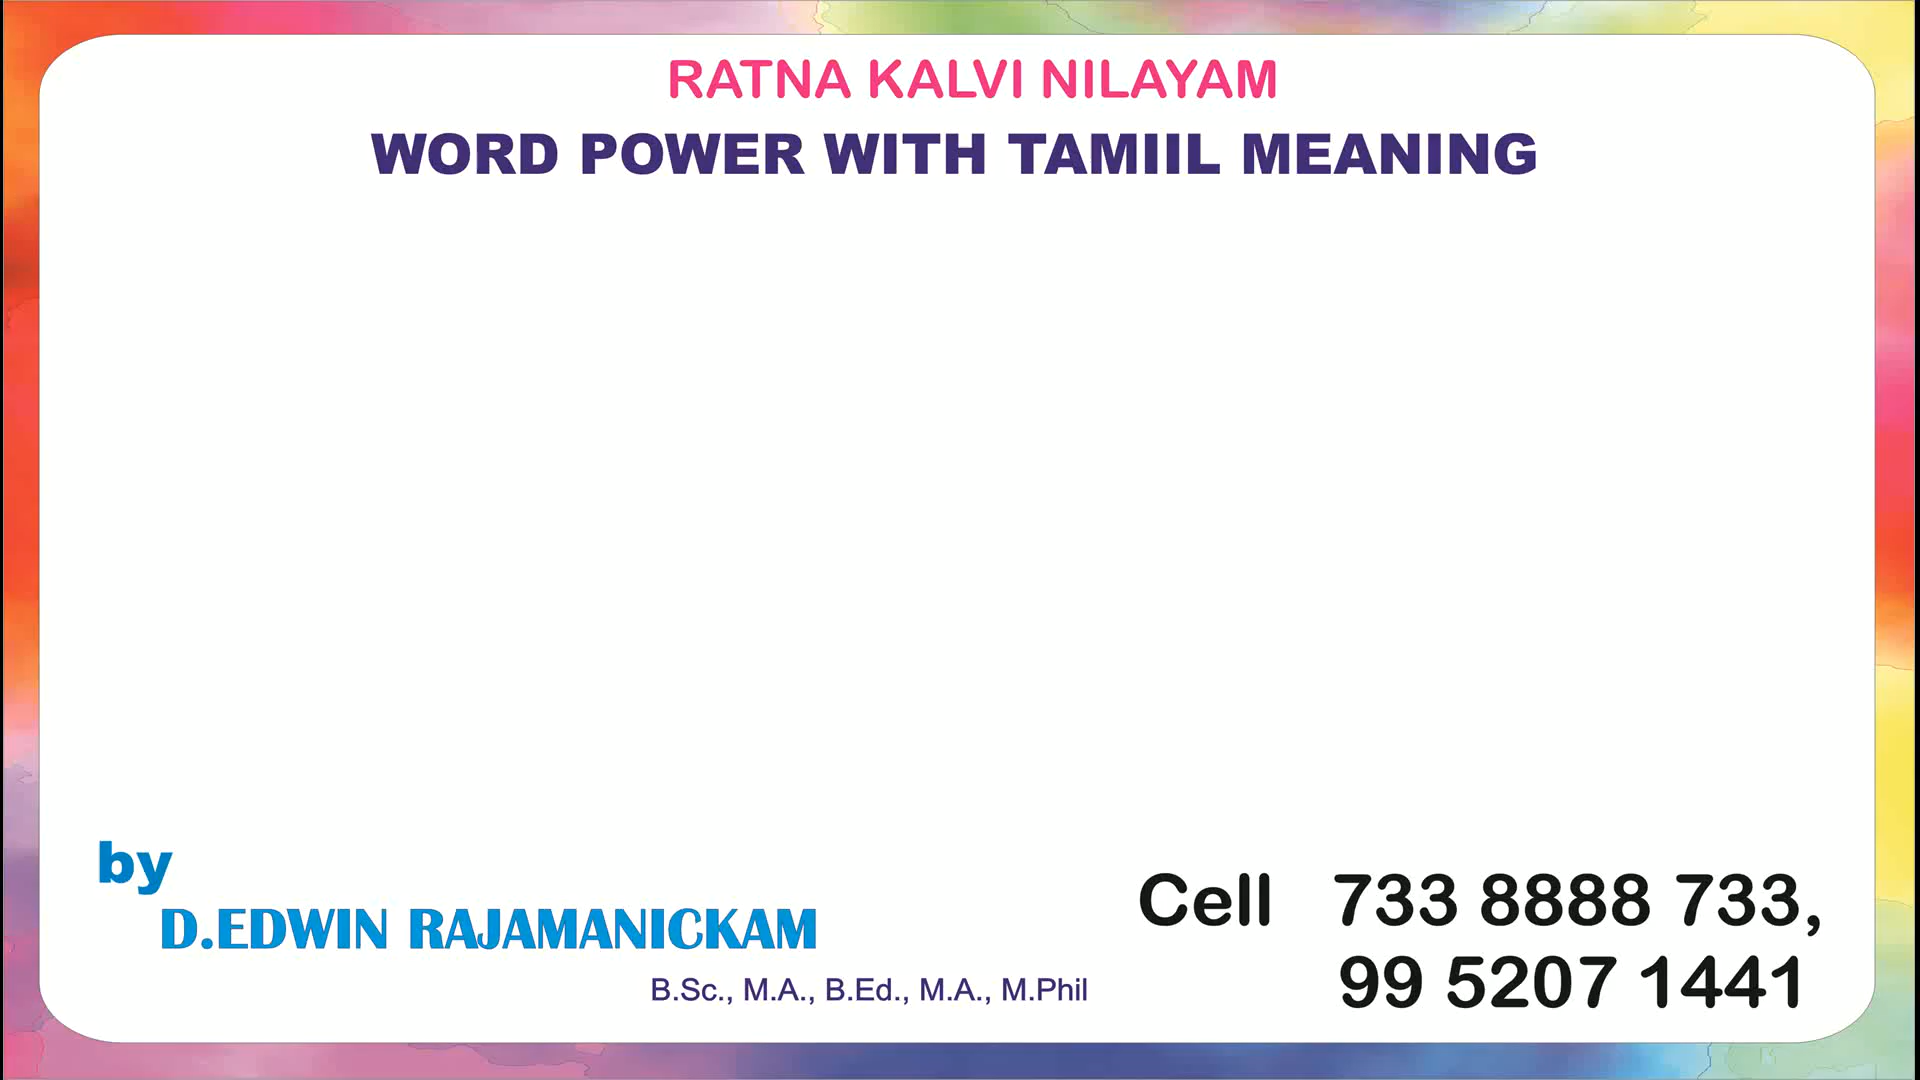 RATNA KALVI NILAYAM
WORD POWER WITH TAMIIL MEANING
by
D.EDWIN RAJAMANICKAM
B.Sc., M.A., B.Ed., M.A., M.Phil
Cell 733 8888 733,
99 5207 1441